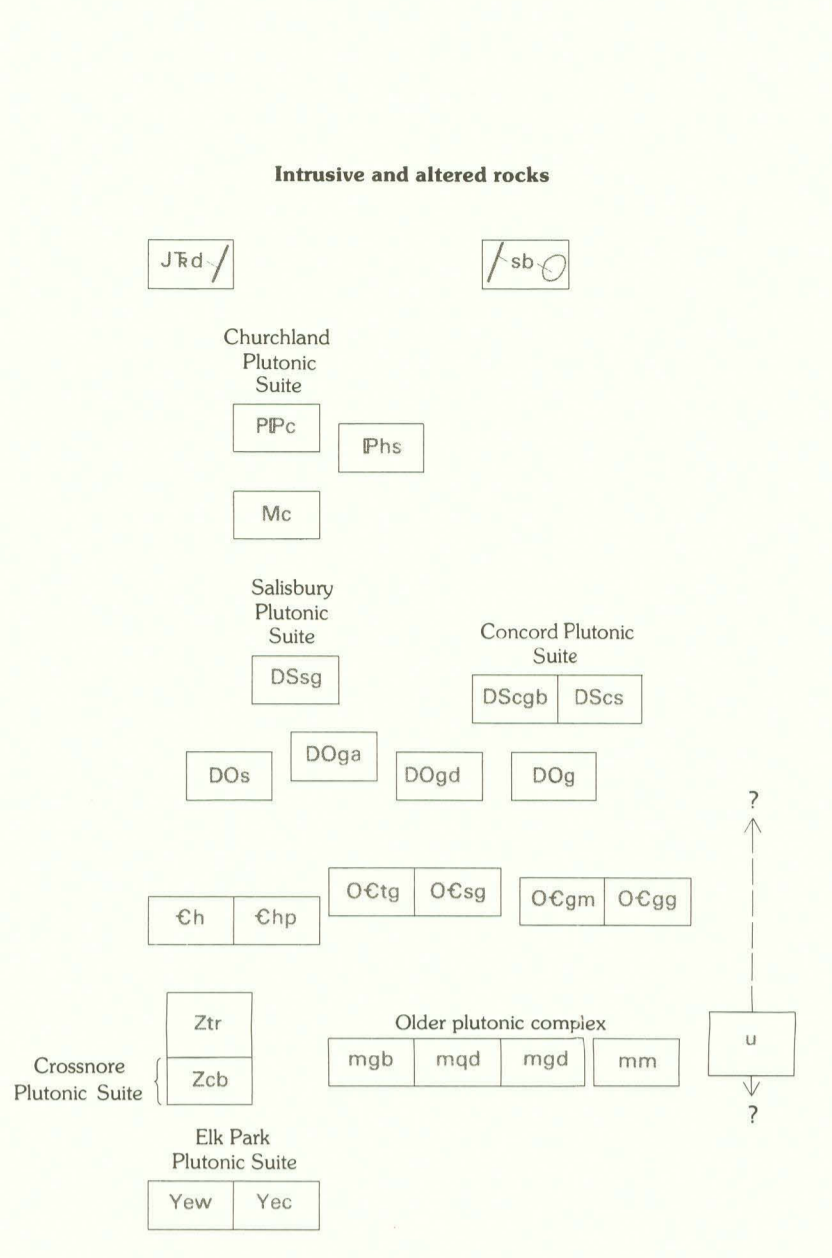 Intrusive and altered rocks
JTRd
sb
Churchland
Plutonic
Suite
PIPc
IPhs
Mc
Salisbury
Plutonic
Suite
DSsg
Concord Plutonic
Suite
DScgb DScs
DOs
DOga
DOgd
DOg
?
O€tg O€sg
O€gm O€gg
€h €hp
Ztr
Older plutonic complex
u
mgb mqd mgd mm
Crossnore
Plutonic Suite
Zcb
?
Elk Park
Plutonic Suite
Yew Yec